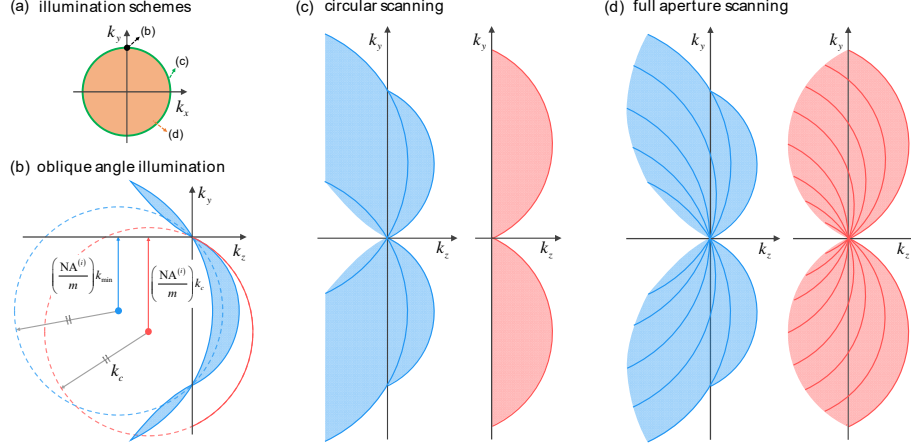 (a) illumination schemes
k_y
(b)
(c)
k_x
(d)
(b) oblique angle illumination
k_y
k_z
(NA^(i)/m) k_min
(NA^(i)/m) k_c
k_c
(c) circular scanning
k_y
k_y
k_z
k_z
(d) full aperture scanning
k_y
k_y
k_z
k_z